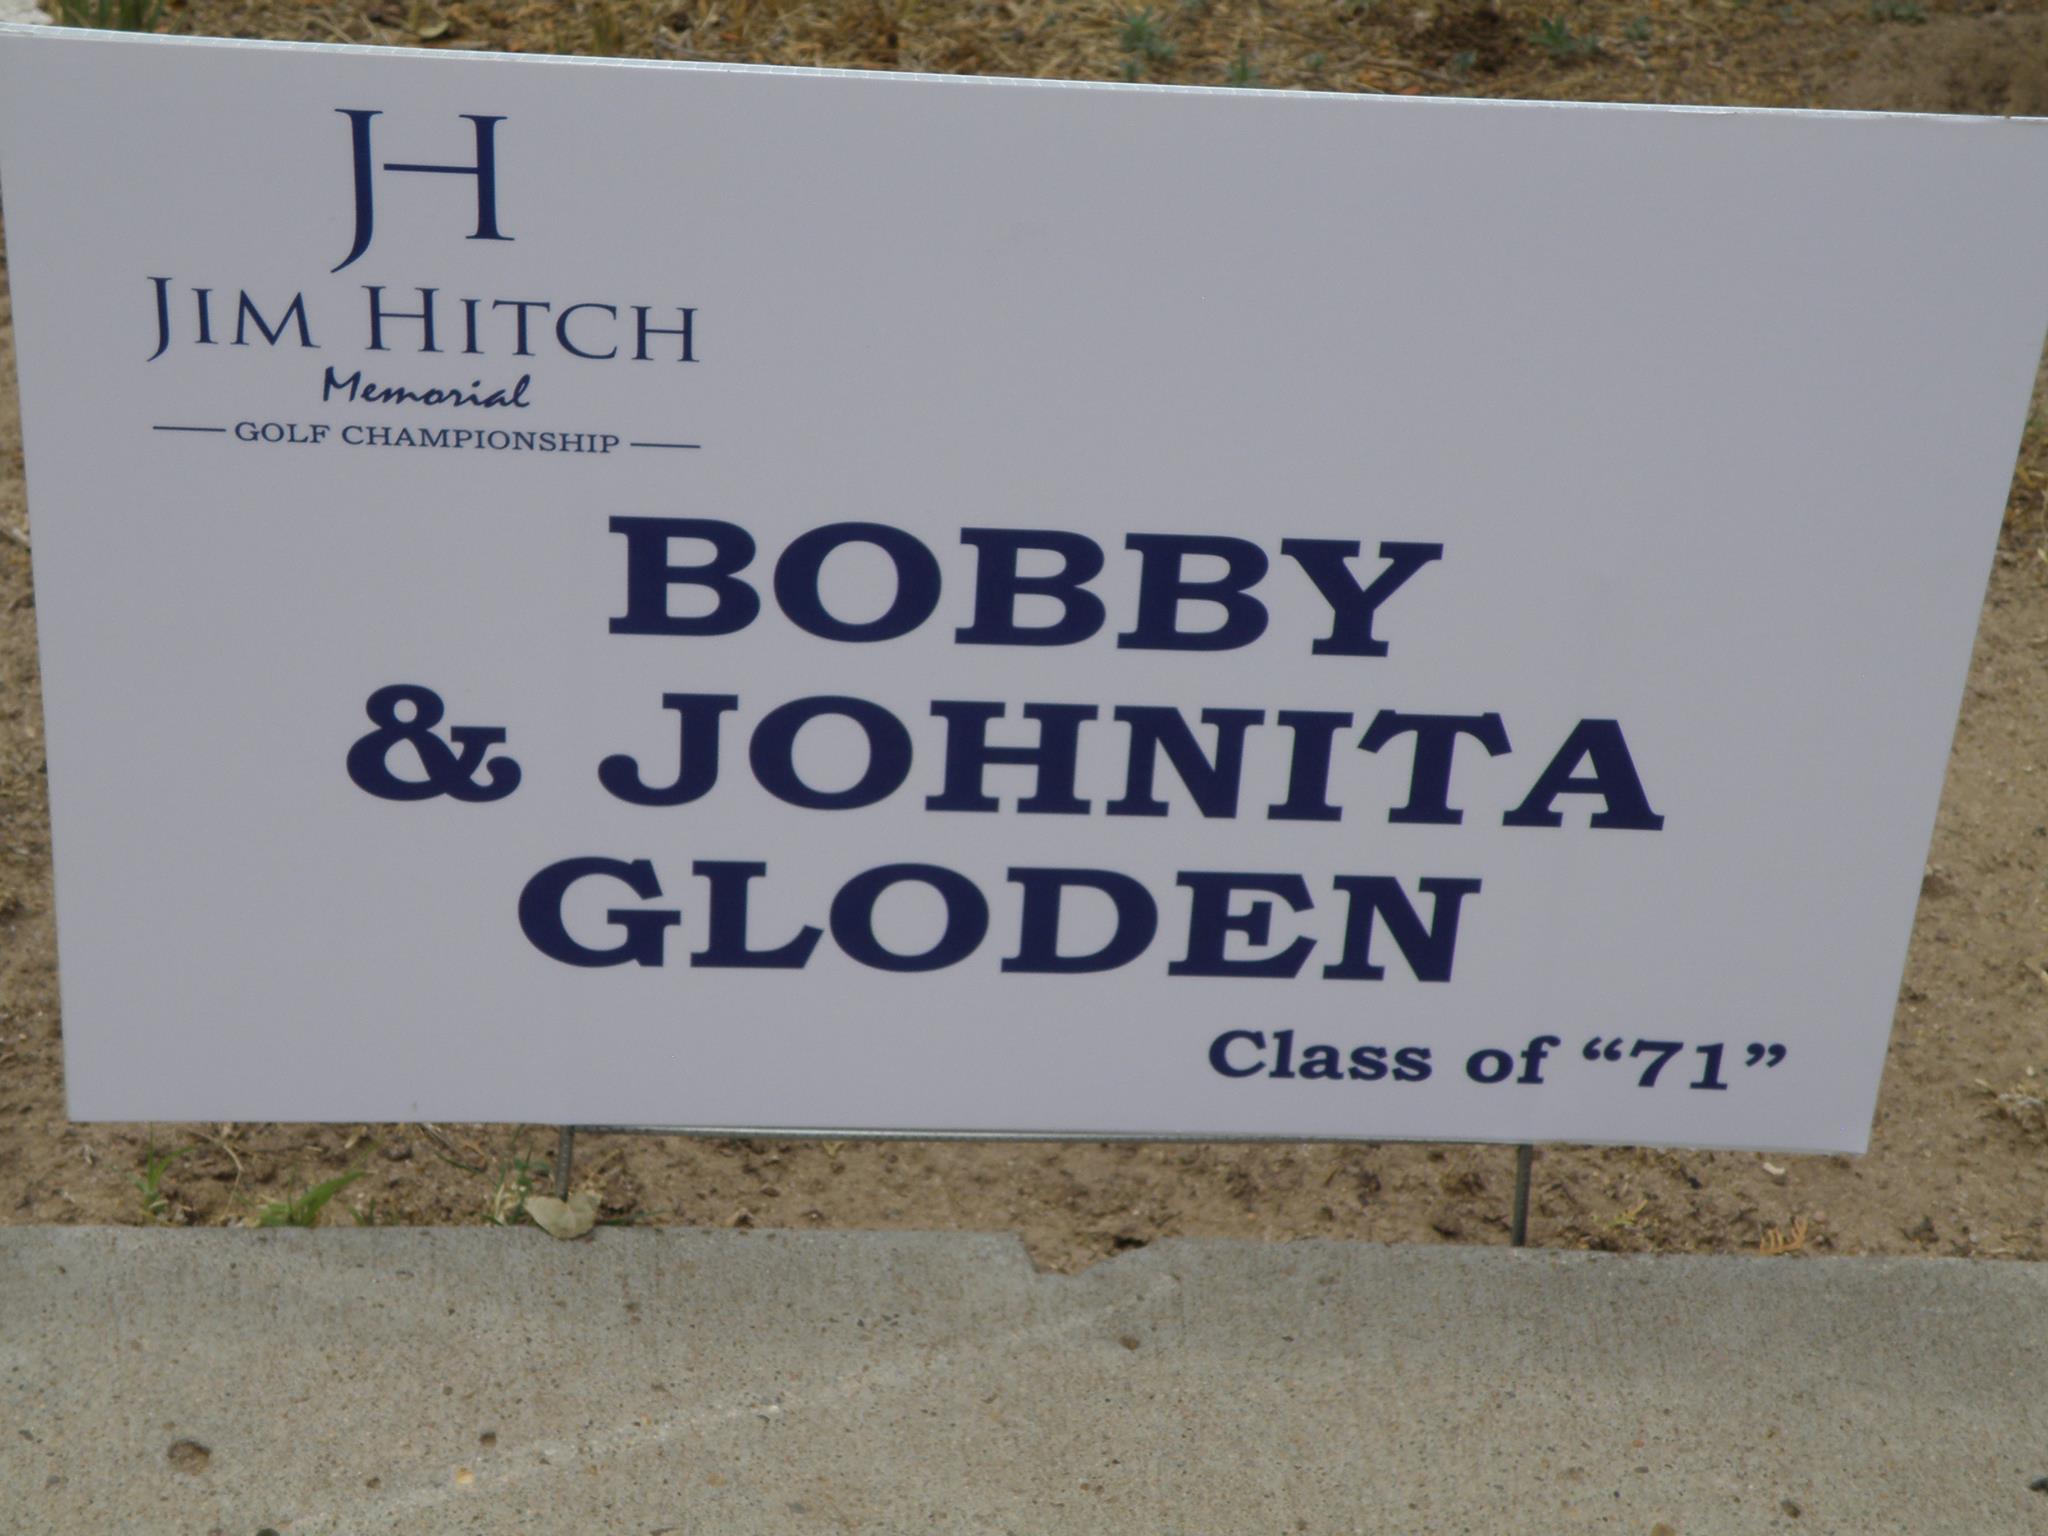 JH
JIM HITCH
Memorial
GOLF CHAMPIONSHIP
BOBBY
& JOHNITA
GLODEN
Class of “71”